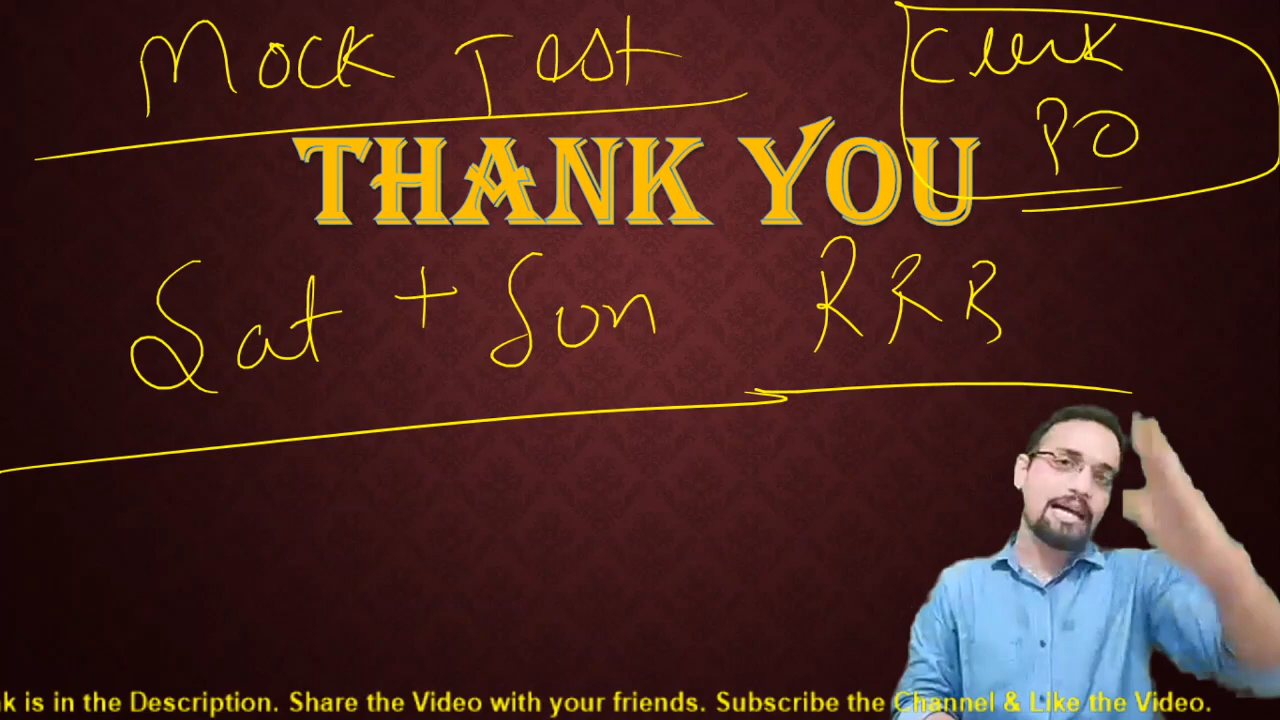 Mock Test
Clerk
PO
THANK YOU
Sat + Sun
RRB
k is in the Description. Share the Video with your friends. Subscribe the Channel & Like the Video.